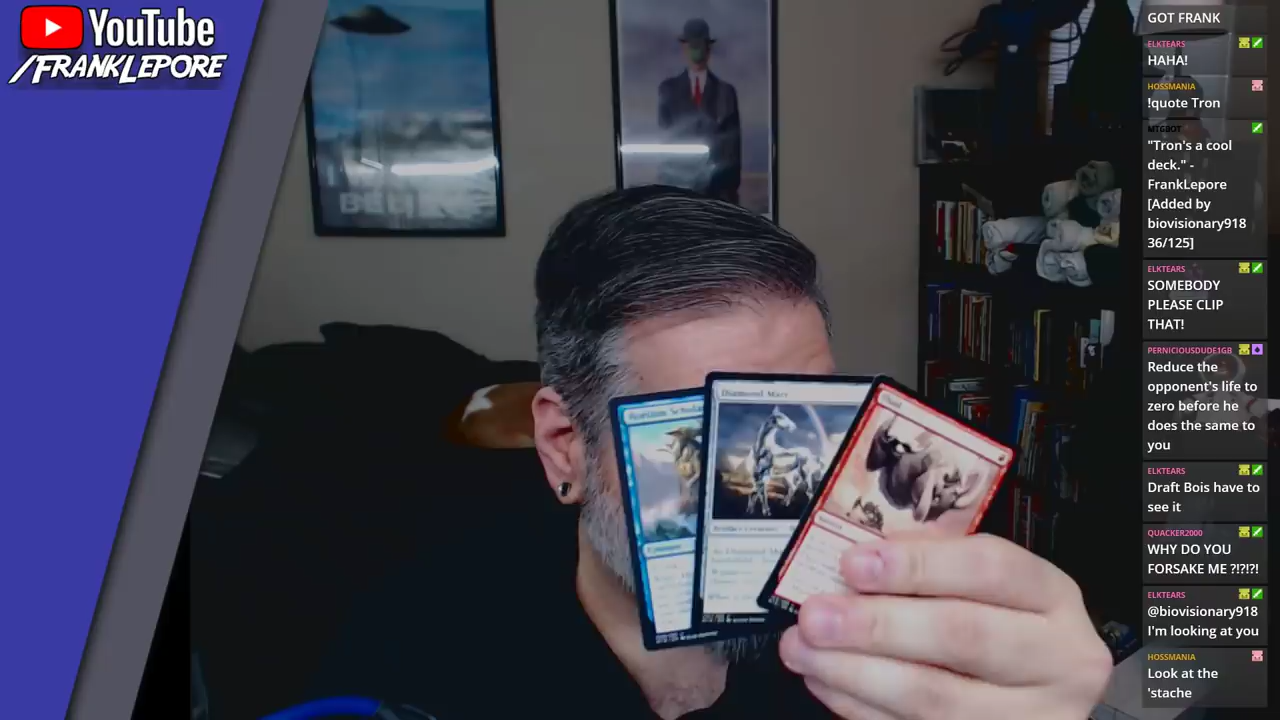 YouTube
/FRANKLEPORE
BEL
Horizon Schola
Diamond Mare
GOT FRANK
ELKTEARS
HAHA!
HOSSMANIA
!quote Tron
MTGBOT
"Tron's a cool
deck." -
FrankLepore
[Added by
biovisionary918
36/125]
ELKTEARS
SOMEBODY
PLEASE CLIP
THAT!
PERNICIOUSDUDE1GB
Reduce the
opponent's life to
zero before he
does the same to
you
ELKTEARS
Draft Bois have to
see it
QUACKER2000
WHY DO YOU
FORSAKE ME ?!?!?!
ELKTEARS
@biovisionary918
I'm looking at you
HOSSMANIA
Look at the
'stache